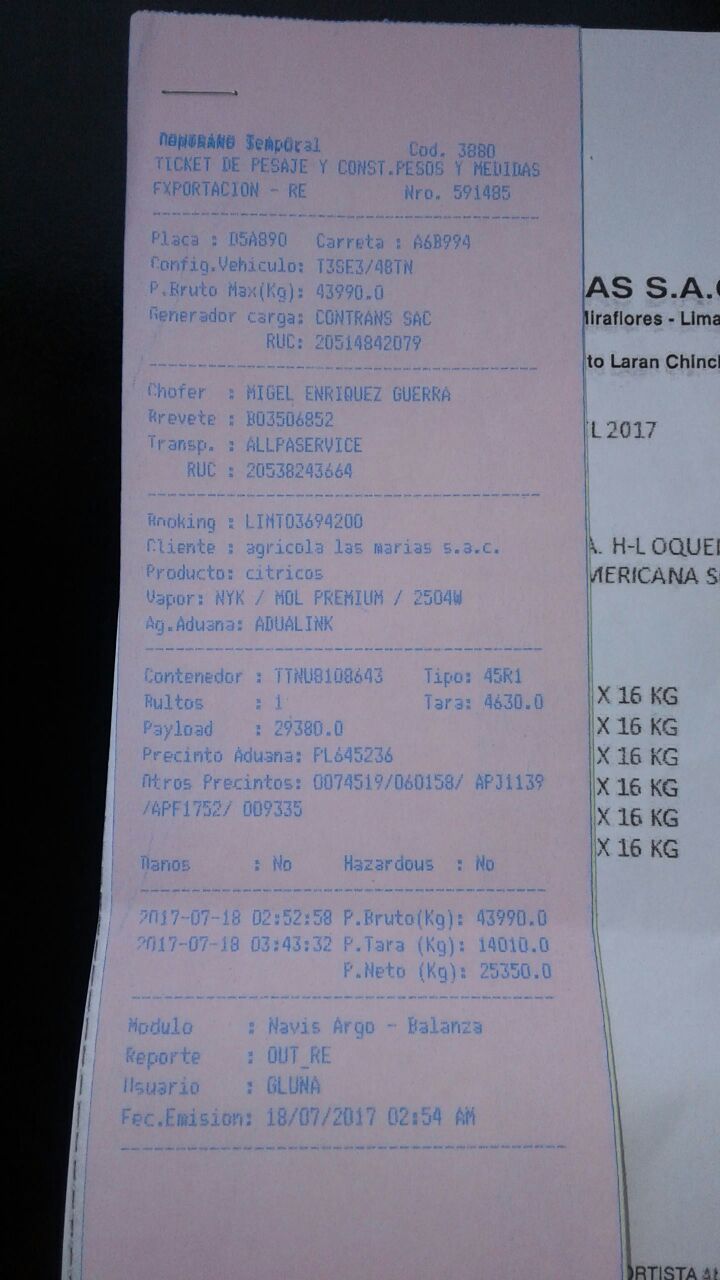 Temporal Cod. 3880
TICKET DE PESAJE Y CONST.PESOS Y MEDIDAS
EXPORTACION - RE Nro. 591485
Placa : D5A890 Carreta : A6B994
Config.Vehiculo: T3SE3/48TN
P.Bruto Max(Kg): 43990.0
Generador carga: CONTRANS SAC
RUC: 20514842079
Chofer : MIGEL ENRIQUEZ GUERRA
Brevete : B03506852
Transp. : ALLPASERVICE
RUC : 20538243664
Booking : LIMT03694200
Cliente : agricola las marias s.a.c.
Producto: citricos
Vapor: NYK / MOL PREMIUM / 2504W
Ag.Aduana: ADUALINK
Contenedor : TTNU8108643 Tipo: 45R1
Bultos : 1 Tara: 4630.0
Payload : 29380.0
Precinto Aduana: PL645236
Otros Precintos: 0074519/060158/ APJ1139
/APF1752/ 009335
Danos : No Hazardous : No
2017-07-18 02:52:58 P.Bruto(Kg): 43990.0
2017-07-18 03:43:32 P.Tara (Kg): 14010.0
P.Neto (Kg): 25350.0
Modulo : Navis Argo - Balanza
Reporte : OUT_RE
Usuario : GLUNA
Fec.Emision: 18/07/2017 02:54 AM
AS S.A.C
Miraflores - Lima
to Laran Chinch
L 2017
A. H-L OQUE
MERICANA S
X 16 KG
X 16 KG
X 16 KG
X 16 KG
X 16 KG
X 16 KG
ORTISTA